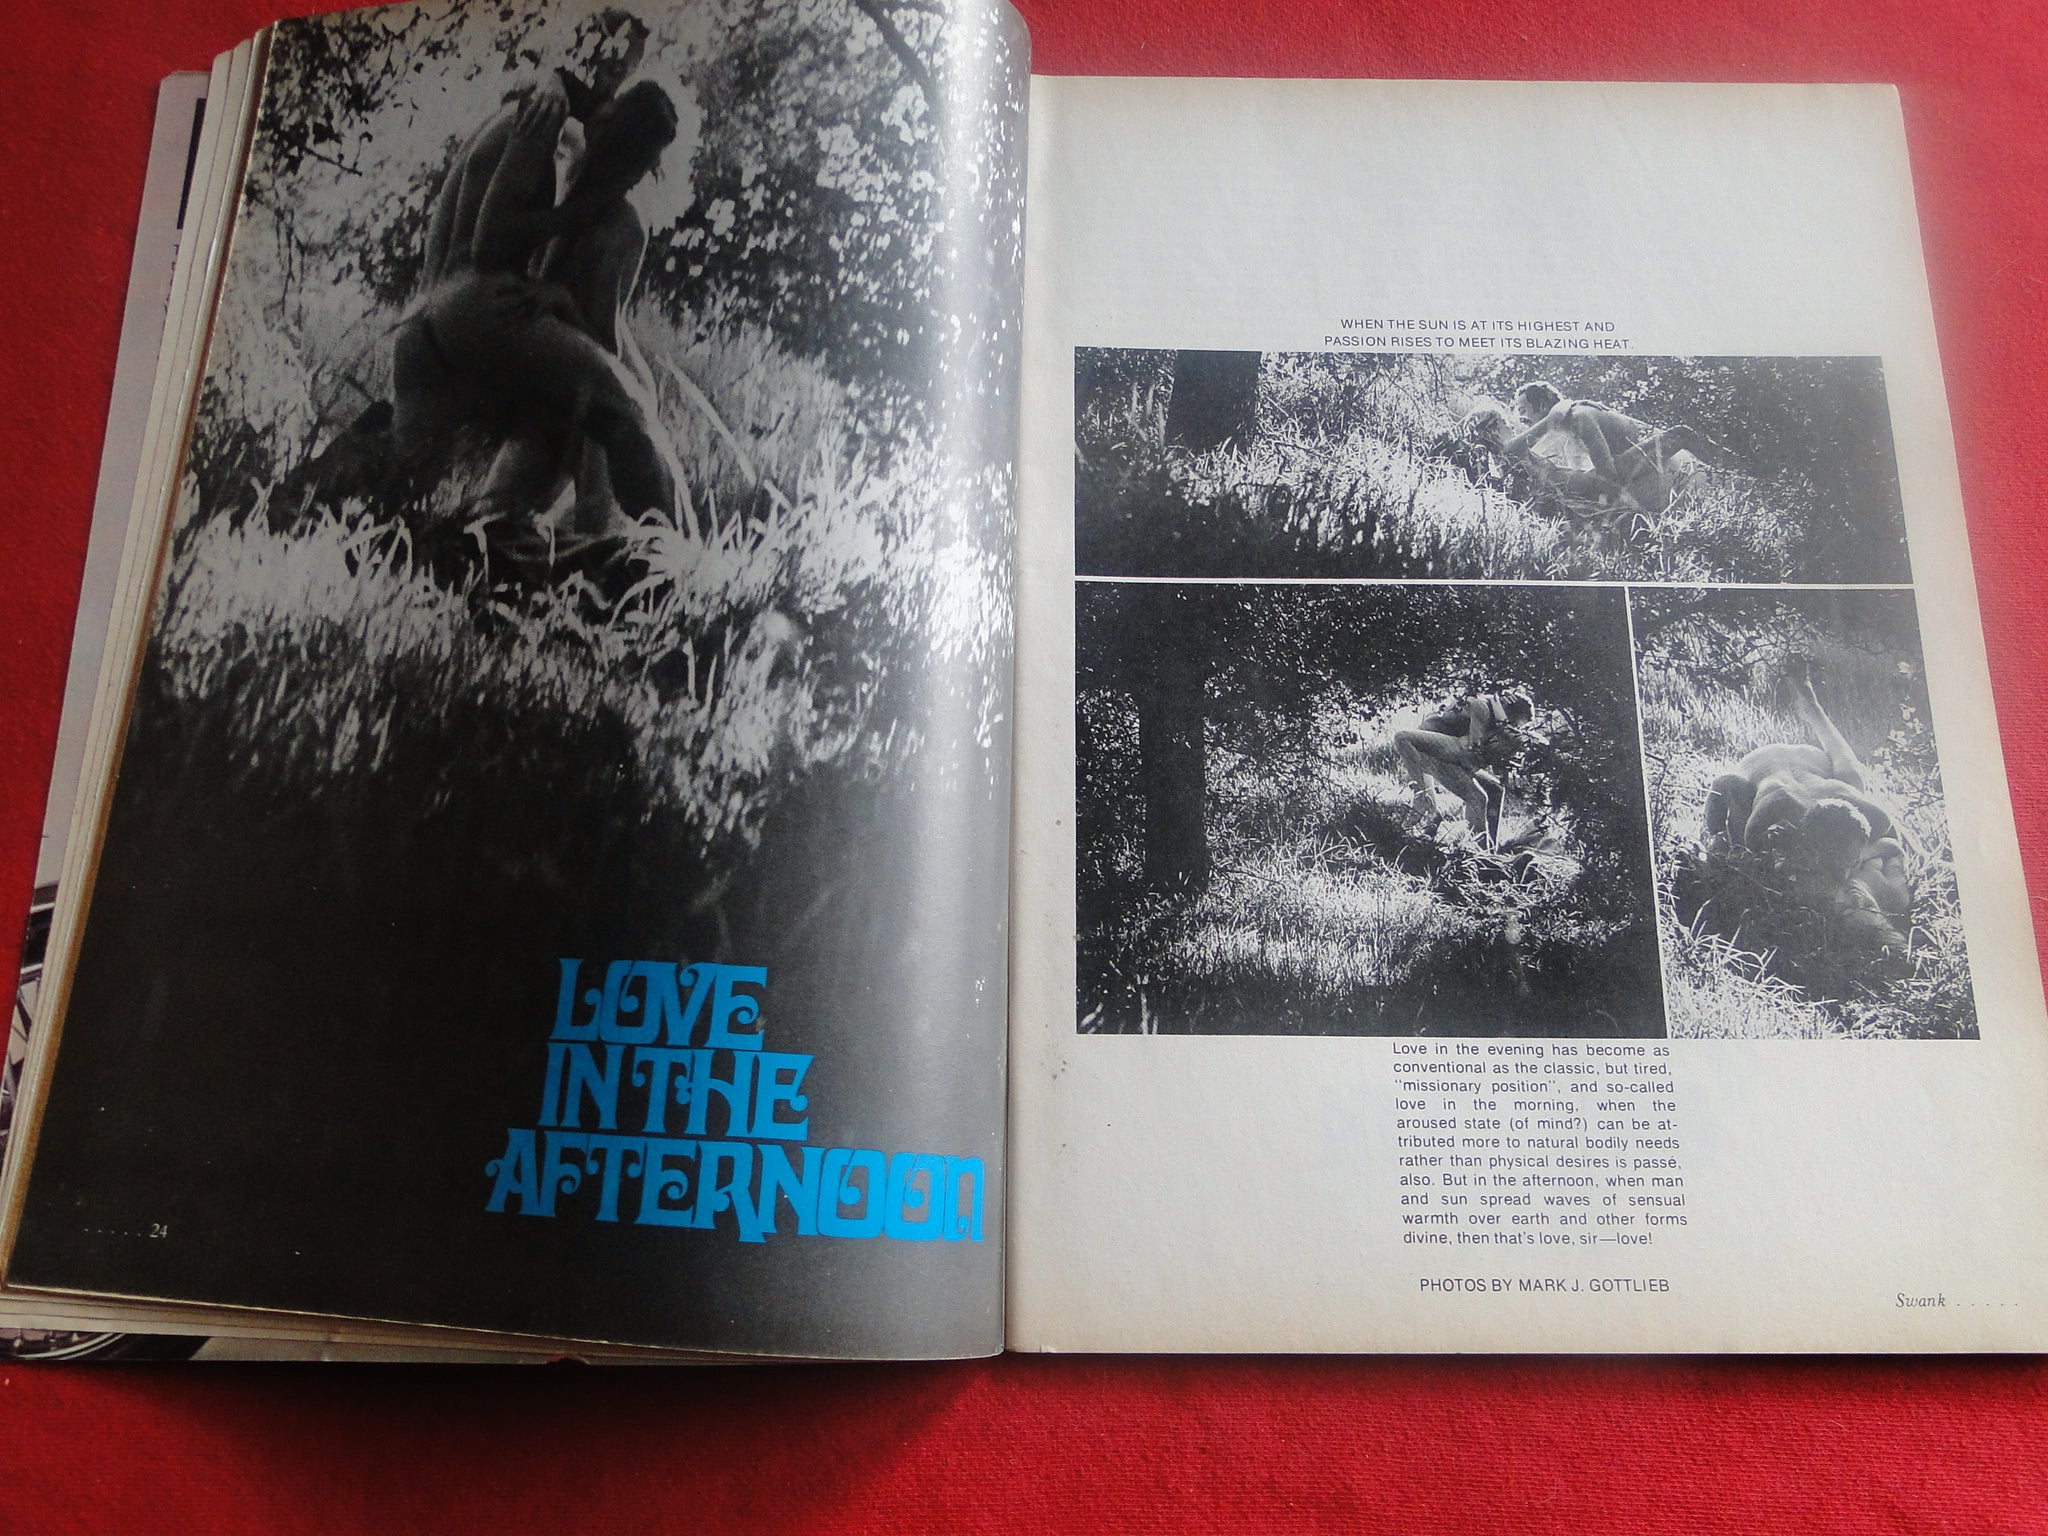 LOVE
IN THE
AFTERNOON
. . . . . . 24
WHEN THE SUN IS AT ITS HIGHEST AND
PASSION RISES TO MEET ITS BLAZING HEAT.
Love in the evening has become as
conventional as the classic, but tired,
"missionary position", and so-called
love in the morning, when the
aroused state (of mind?) can be at-
tributed more to natural bodily needs
rather than physical desires is passé,
also. But in the afternoon, when man
and sun spread waves of sensual
warmth over earth and other forms
divine, then that's love, sir—love!
PHOTOS BY MARK J. GOTTLIEB
Swank . . . . .